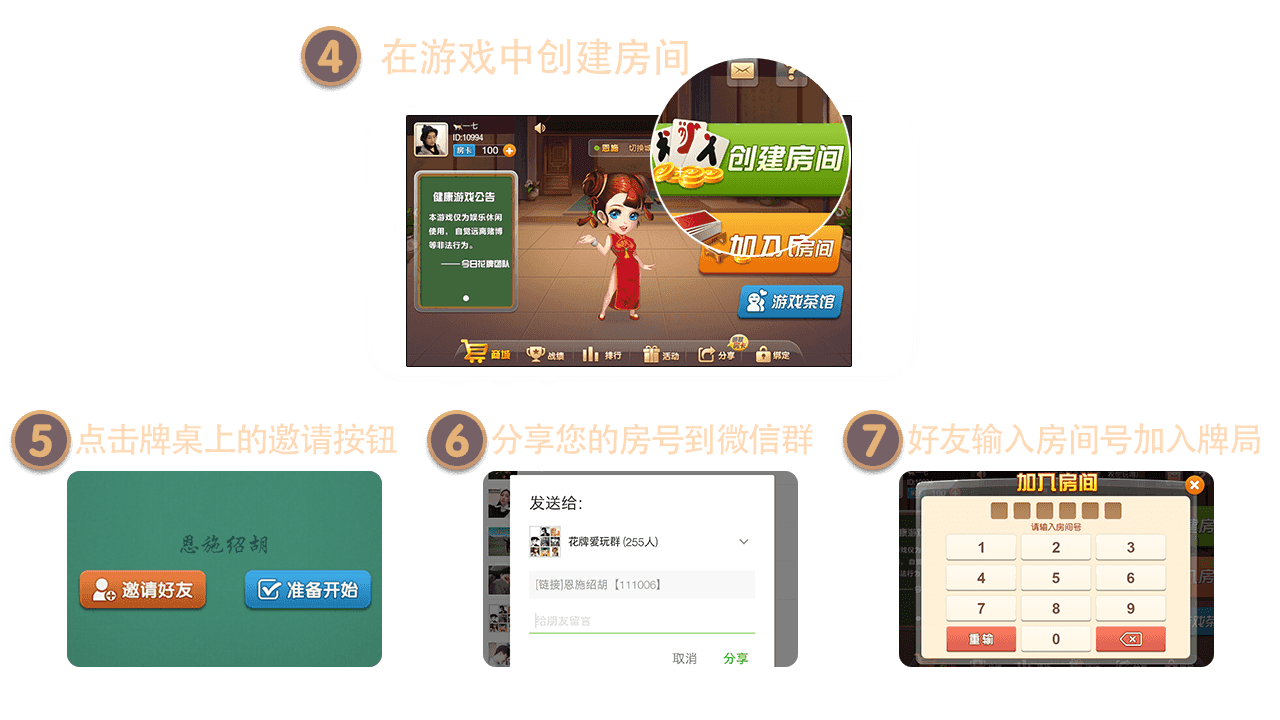 4 在游戏中创建房间
一七
ID:10994
房卡 100
恩施 切换城
创建房间
健康游戏公告
本游戏仅为娱乐休闲
使用，自觉远离赌博
等非法行为。
——今日花牌团队
加入房间
游戏茶馆
商城 战绩 排行 活动 分享 绑定
5 点击牌桌上的邀请按钮
恩施绍胡
邀请好友 准备开始
6 分享您的房号到微信群
发送给：
花牌爱玩群 (255人)
[链接]恩施绍胡【111006】
给朋友留言
取消 分享
7 好友输入房间号加入牌局
加入房间
请输入房间号
1 2 3
4 5 6
7 8 9
重输 0